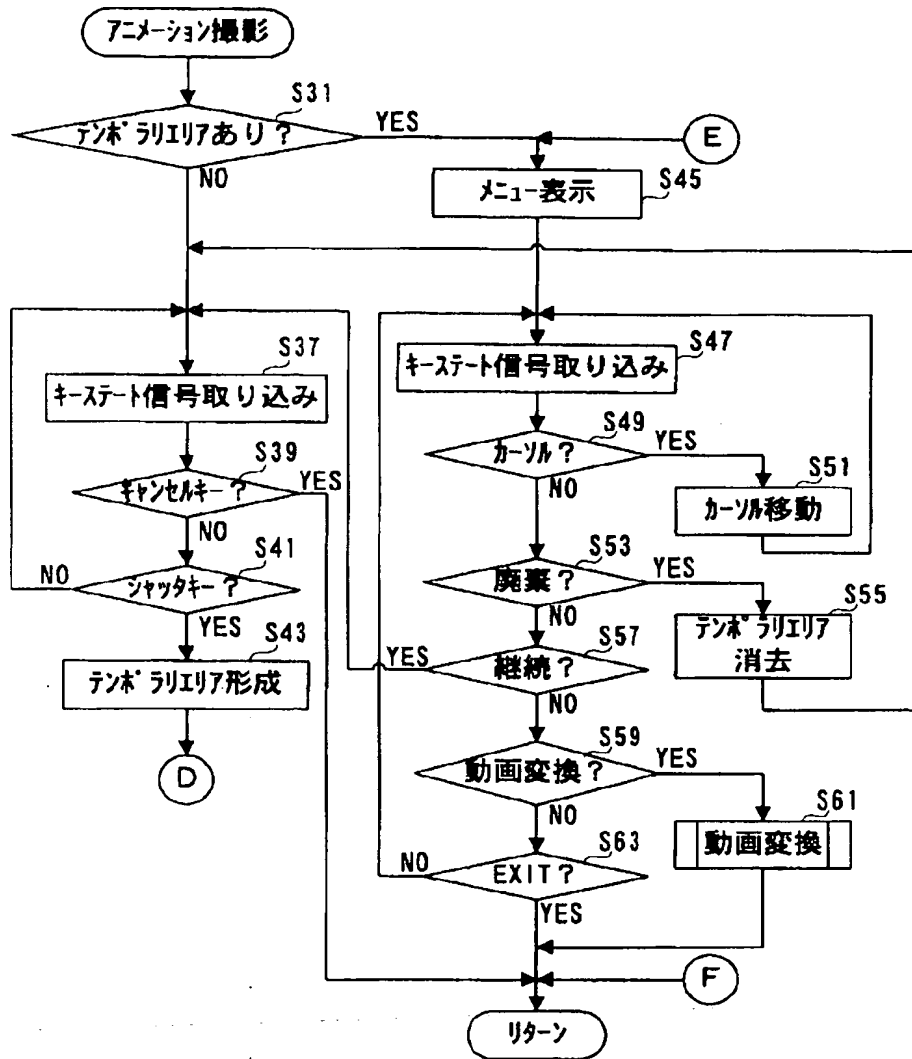 アニメーション撮影
S31
テンポラリエリアあり？
YES
E
NO
メニュー表示
S45
S37
キーステート信号取り込み
S47
キーステート信号取り込み
S39
キャンセルキー？
YES
NO
S49
カーソル？
YES
NO
S51
カーソル移動
S41
シャッタキー？
NO
YES
S53
廃棄？
YES
NO
S55
テンポラリエリア
消去
S43
テンポラリエリア形成
D
S57
継続？
YES
NO
S59
動画変換？
YES
NO
S61
動画変換
S63
EXIT？
NO
YES
F
リターン